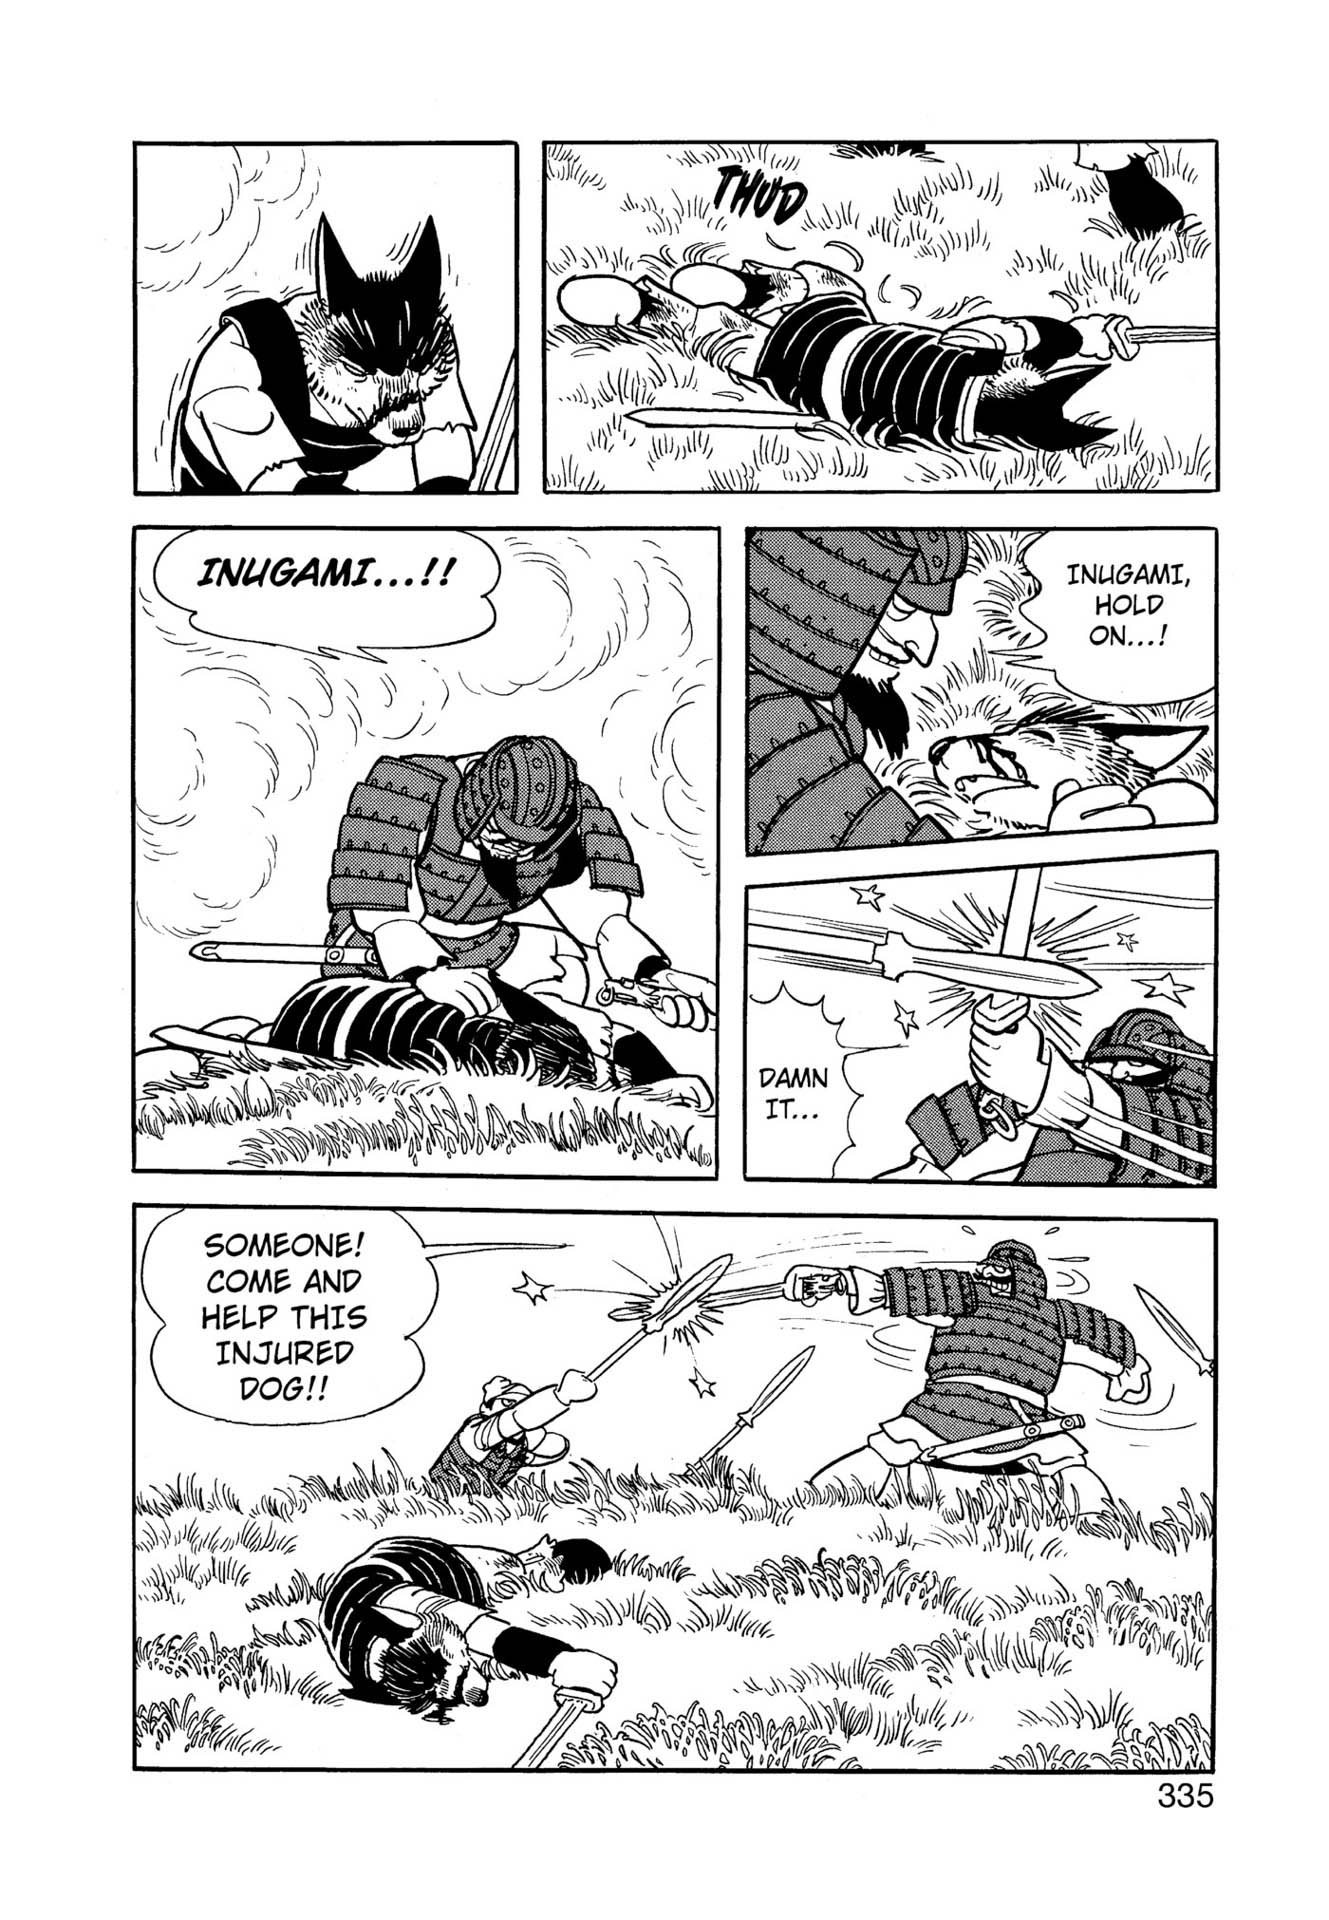 THUD
INUGAMI...!!
INUGAMI,
HOLD
ON...!
DAMN
IT...
SOMEONE!
COME AND
HELP THIS
INJURED
DOG!!
335